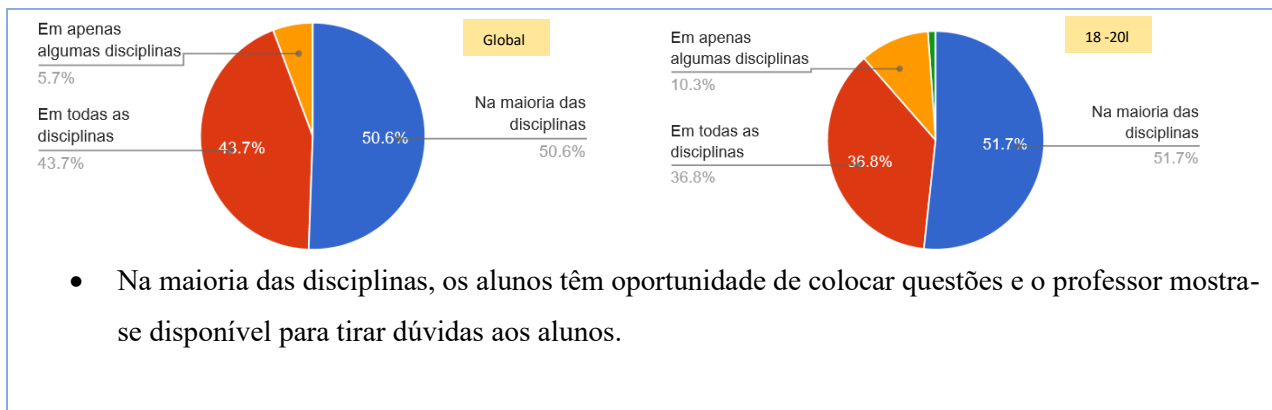 Em apenas
algumas disciplinas
5.7%
Em todas as
disciplinas
43.7%
43.7%
50.6%
Global
Na maioria das
disciplinas
50.6%
Em apenas
algumas disciplinas
10.3%
Em todas as
disciplinas
36.8%
36.8%
51.7%
18 -20l
Na maioria das
disciplinas
51.7%
• Na maioria das disciplinas, os alunos têm oportunidade de colocar questões e o professor mostra-
se disponível para tirar dúvidas aos alunos.